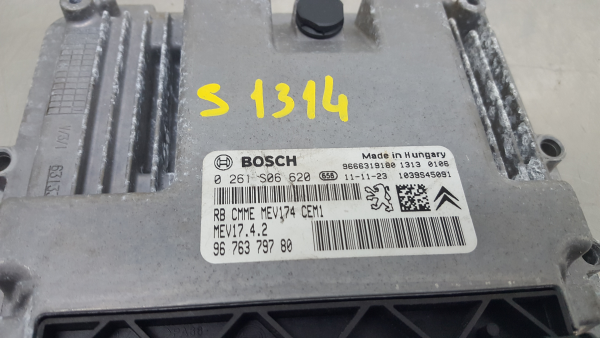 S 1314
BOSCH
Made in Hungary
9666319180 1313 0106
0 261 S06 620 656 11-11-23 1039S45091
RB CMME MEV174 CEM1
MEV17.4.2
96 763 797 80